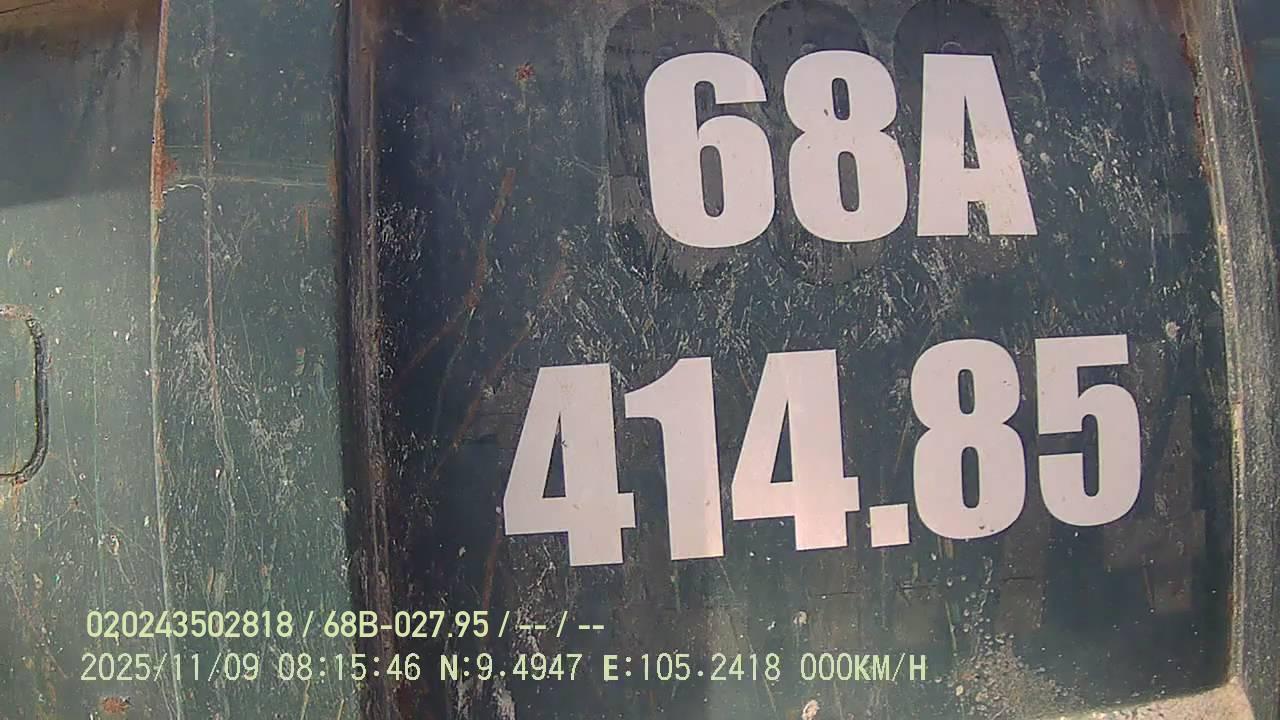 68A
414.85
020243502818 / 68B-027.95 / -- / --
2025/11/09 08:15:46 N:9.4947 E:105.2418 000KM/H